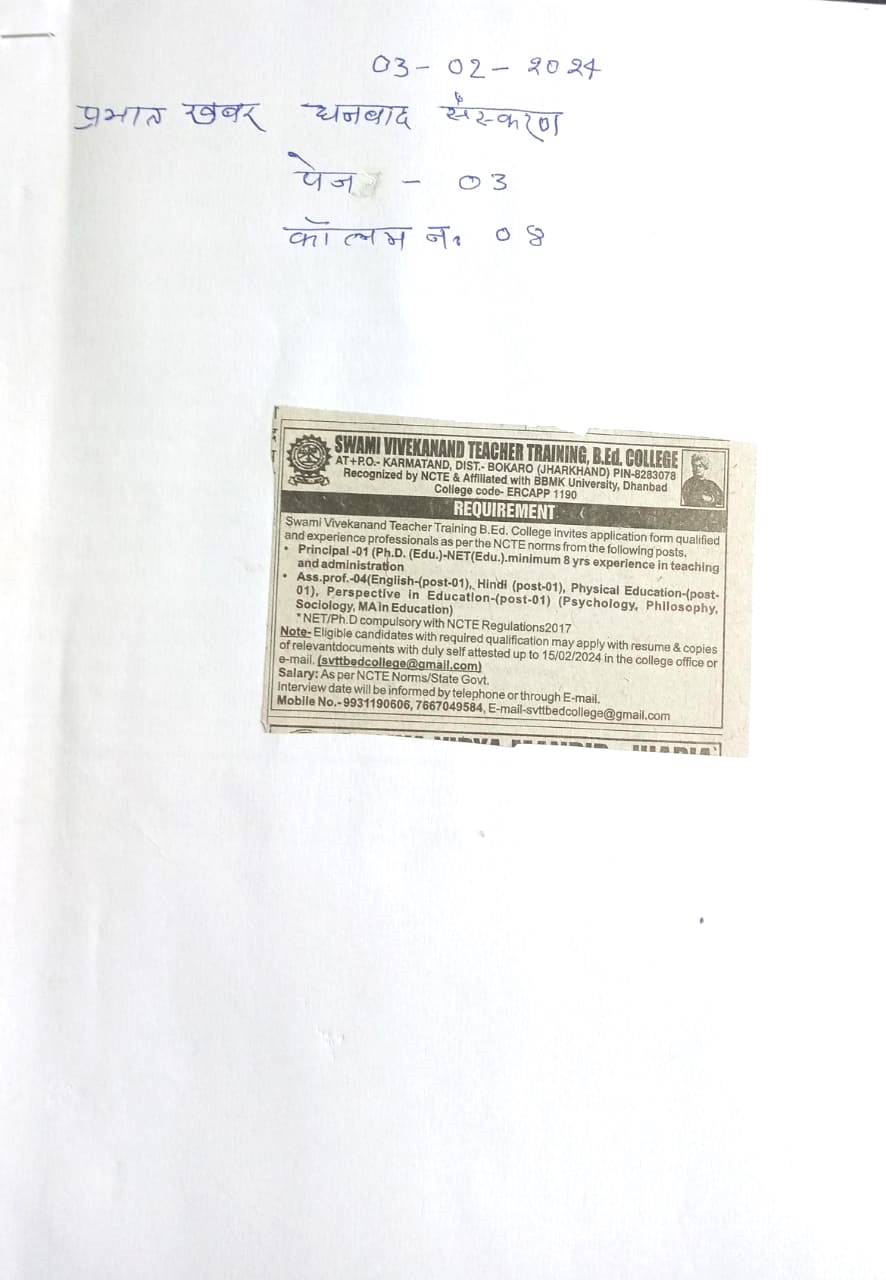 03-02-2024
प्रभात खबर धनबाद संस्करण
पेज - 03
कॉलम नं. 04
SWAMI VIVEKANAND TEACHER TRAINING, B.Ed. COLLEGE
AT+P.O.- KARMATAND, DIST.- BOKARO (JHARKHAND) PIN-8283078
Recognized by NCTE & Affiliated with BBMK University, Dhanbad
College code- ERCAPP 1190
REQUIREMENT
Swami Vivekanand Teacher Training B.Ed. College invites application form qualified
and experience professionals as per the NCTE norms from the following posts.
• Principal -01 (Ph.D. (Edu.)-NET(Edu.).minimum 8 yrs experience in teaching
and administration
• Ass.prof.-04(English-(post-01), Hindi (post-01), Physical Education-(post-
01), Perspective in Education-(post-01) (Psychology, Philosophy,
Sociology, MA in Education)
*NET/Ph.D compulsory with NCTE Regulations2017
Note- Eligible candidates with required qualification may apply with resume & copies
of relevantdocuments with duly self attested up to 15/02/2024 in the college office or
e-mail. (svttbedcollege@gmail.com)
Salary: As per NCTE Norms/State Govt.
Interview date will be informed by telephone or through E-mail.
Mobile No.-9931190606, 7667049584, E-mail-svttbedcollege@gmail.com